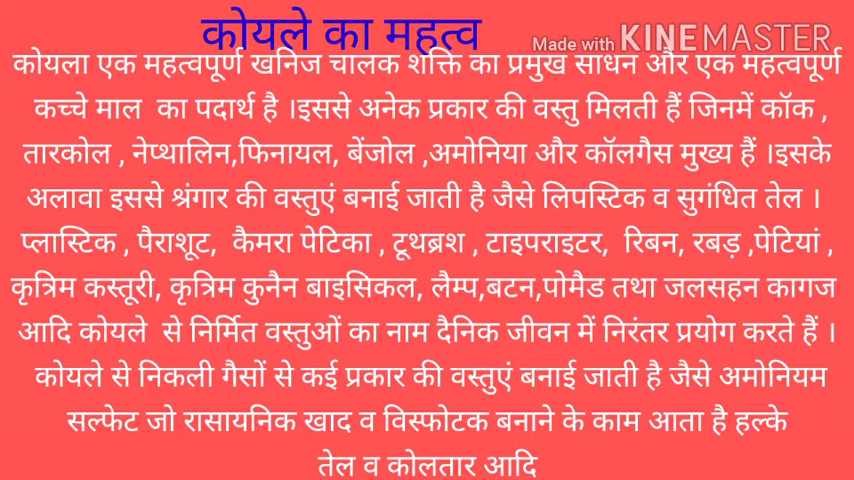 कोयले का महत्व
Made with KINEMASTER
कोयला एक महत्वपूर्ण खनिज चालक शक्ति का प्रमुख साधन और एक महत्वपूर्ण
कच्चे माल का पदार्थ है ।इससे अनेक प्रकार की वस्तु मिलती हैं जिनमें कॉक ,
तारकोल , नेप्थालिन,फिनायल, बेंजोल ,अमोनिया और कॉलगैस मुख्य हैं ।इसके
अलावा इससे श्रंगार की वस्तुएं बनाई जाती है जैसे लिपस्टिक व सुगंधित तेल ।
प्लास्टिक , पैराशूट, कैमरा पेटिका , टूथब्रश , टाइपराइटर, रिबन, रबड़ ,पेटियां ,
कृत्रिम कस्तूरी, कृत्रिम कुनैन बाइसिकल, लैम्प,बटन,पोमैड तथा जलसहन कागज
आदि कोयले से निर्मित वस्तुओं का नाम दैनिक जीवन में निरंतर प्रयोग करते हैं ।
कोयले से निकली गैसों से कई प्रकार की वस्तुएं बनाई जाती है जैसे अमोनियम
सल्फेट जो रासायनिक खाद व विस्फोटक बनाने के काम आता है हल्के
तेल व कोलतार आदि